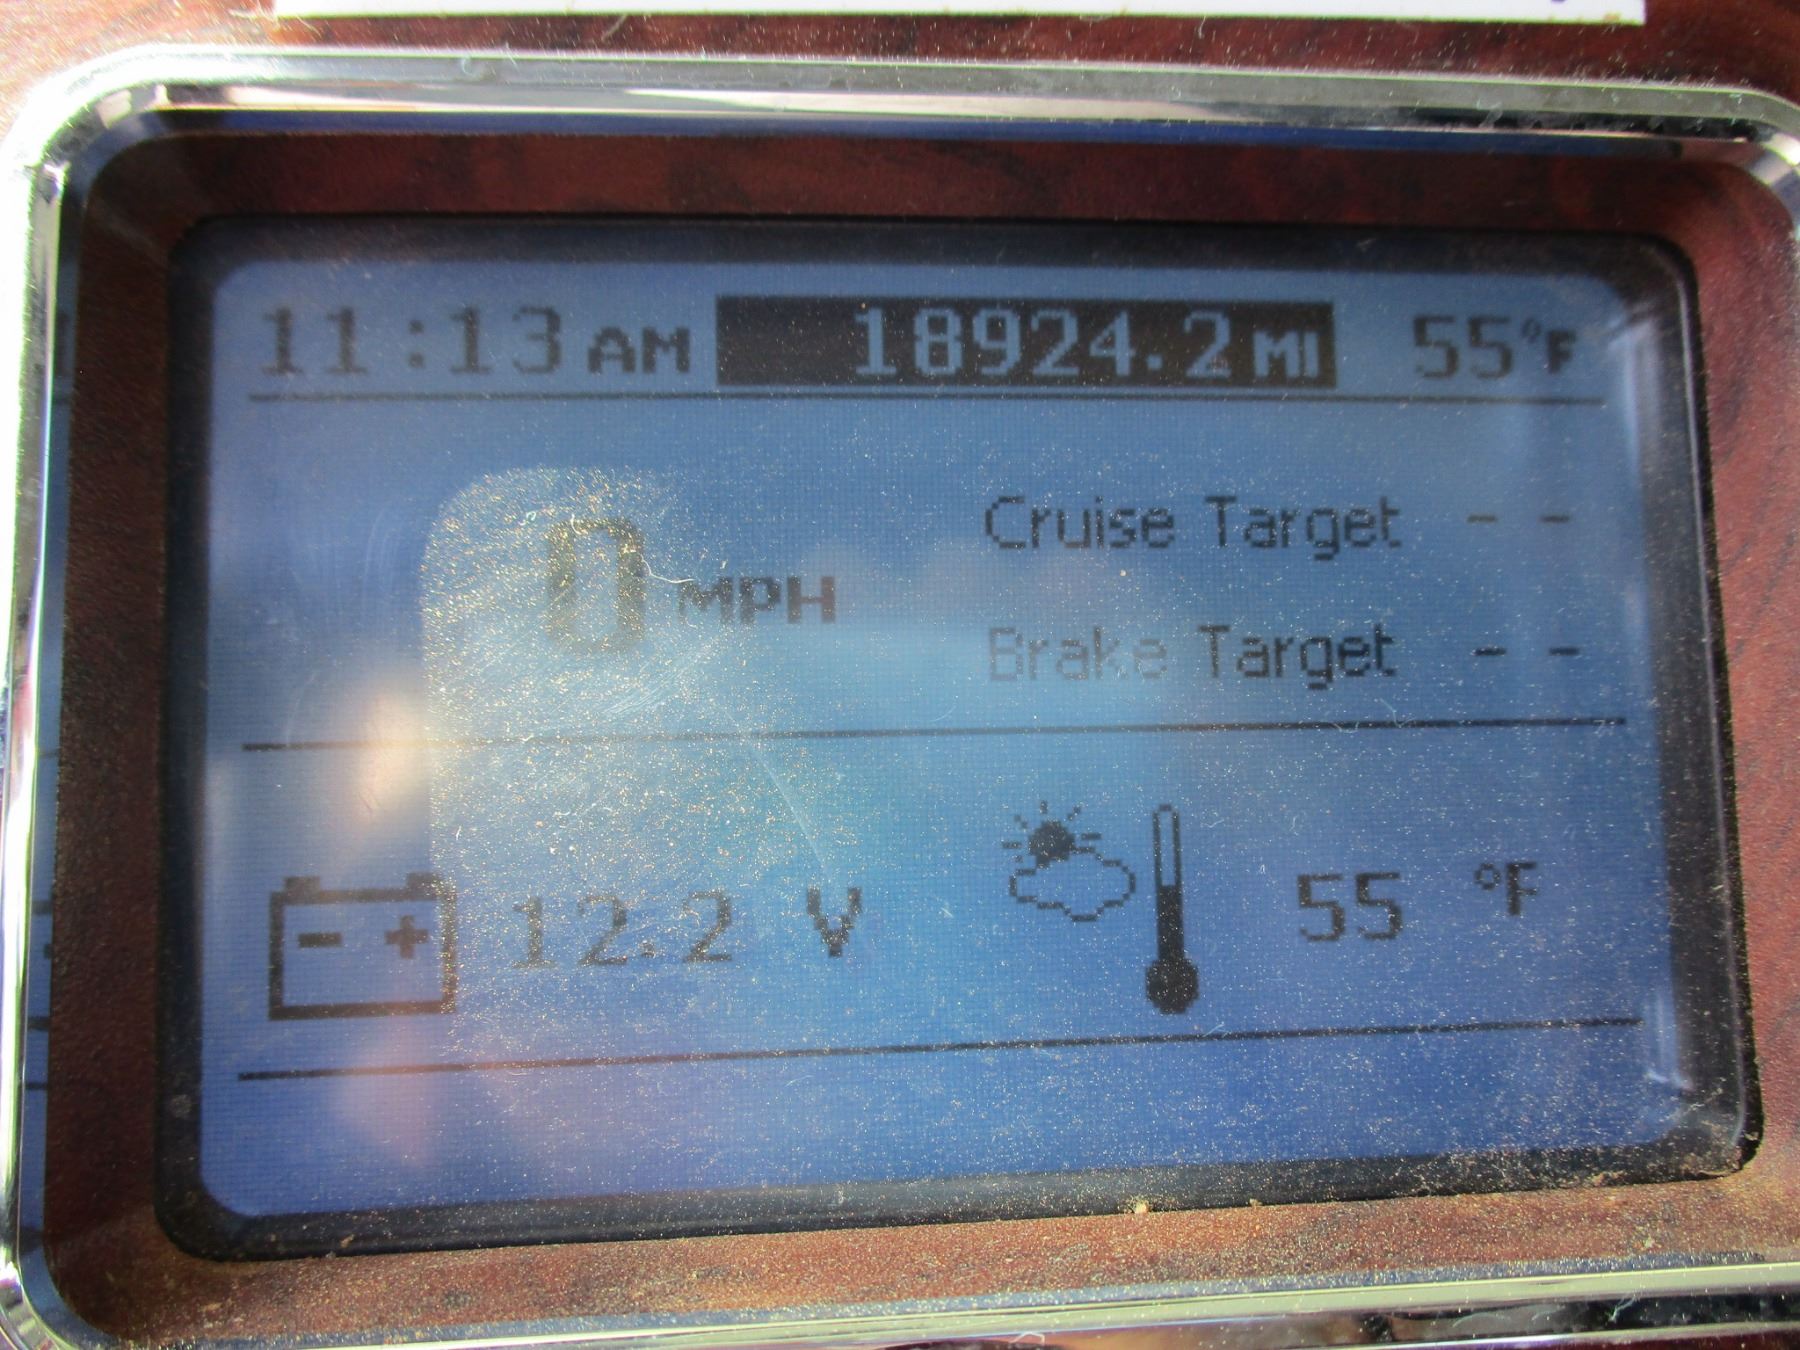 11:13 AM 18924.2 MI 55°F
0 MPH
Cruise Target - -
Brake Target - -
- +
12.2 V
55 °F